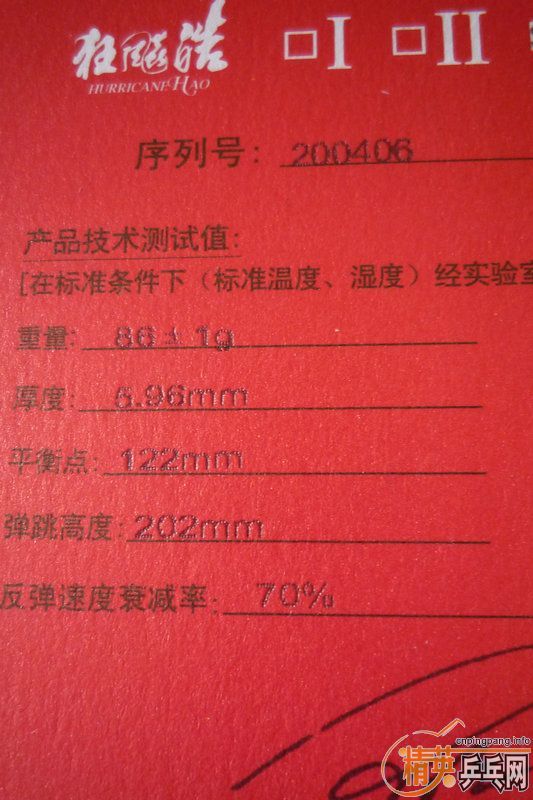 狂飚皓 □I □II
HURRICANE HAO
序列号: 200406
产品技术测试值:
[在标准条件下（标准温度、湿度）经实验室
重量: 86±1g
厚度: 5.96mm
平衡点: 122mm
弹跳高度: 202mm
反弹速度衰减率: 70%
cnpingpang.info
精英乒乓网